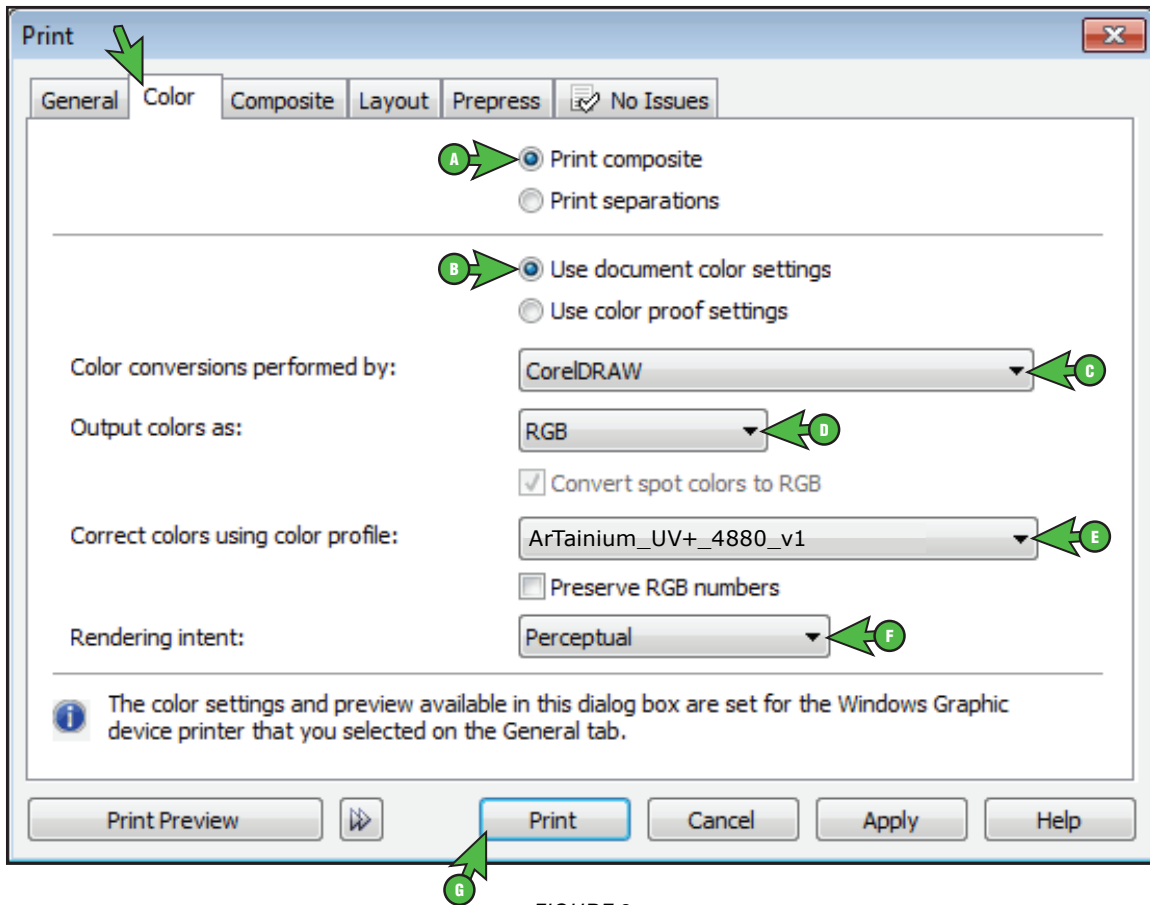 Print
General Color Composite Layout Prepress No Issues
A Print composite
Print separations
B Use document color settings
Use color proof settings
Color conversions performed by: CorelDRAW C
Output colors as: RGB D
Convert spot colors to RGB
Correct colors using color profile: ArTainium_UV+_4880_v1 E
Preserve RGB numbers
Rendering intent: Perceptual F
The color settings and preview available in this dialog box are set for the Windows Graphic
device printer that you selected on the General tab.
Print Preview Print Cancel Apply Help
G